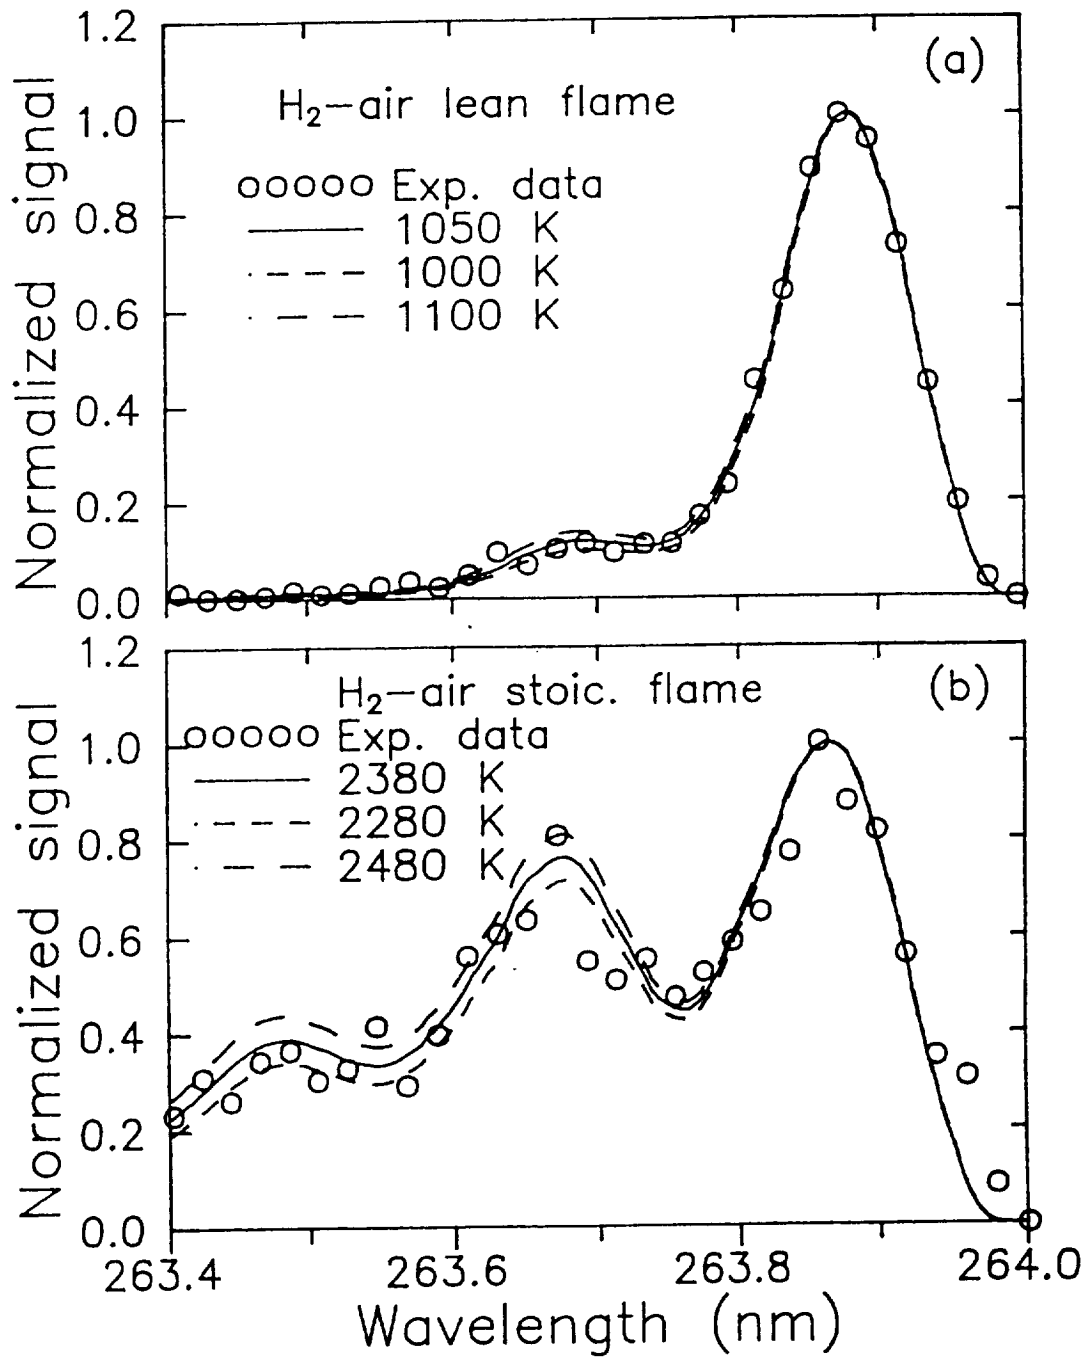 (a)
H₂-air lean flame
Exp. data
1050 K
1000 K
1100 K
Normalized signal
1.2
1.0
0.8
0.6
0.4
0.2
0.0
(b)
H₂-air stoic. flame
Exp. data
2380 K
2280 K
2480 K
Normalized signal
1.2
1.0
0.8
0.6
0.4
0.2
0.0
263.4 263.6 263.8 264.0
Wavelength (nm)